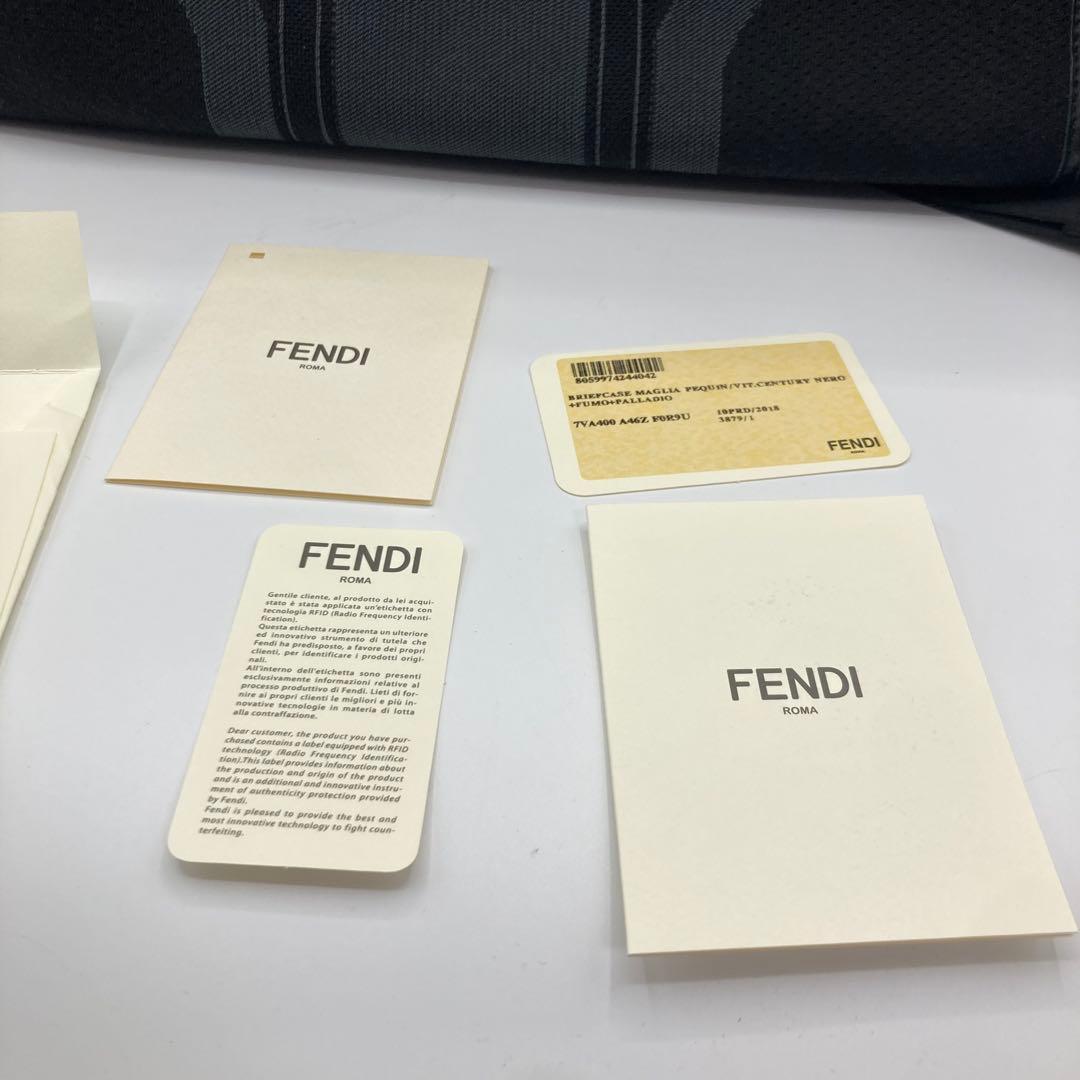 FENDI
ROMA
8059974244042
BRIEFCASE MAGLIA PEQUIN/VIT.CENTURY NERO
+FUMO+PALLADIO
7VA400 A46Z F0R9U 10PRD/2018
3879/1
FENDI
ROMA
FENDI
ROMA
Gentile cliente, al prodotto da lei acqui-
stato è stata applicata un'etichetta con
tecnologia RFID (Radio Frequency Identi-
fication).
Questa etichetta rappresenta un ulteriore
ed innovativo strumento di tutela che
Fendi ha predisposto, a favore dei propri
clienti, per identificare i prodotti origi-
nali.
All'interno dell'etichetta sono presenti
esclusivamente informazioni relative al
processo produttivo di Fendi. Lieti di for-
nire ai propri clienti le migliori e più in-
novative tecnologie in materia di lotta
alla contraffazione.
Dear customer, the product you have pur-
chased contains a label equipped with RFID
technology (Radio Frequency Identifica-
tion).This label provides information about
the production and origin of the product
and is an additional and innovative instru-
ment of authenticity protection provided
by Fendi.
Fendi is pleased to provide the best and
most innovative technology to fight coun-
terfeiting.
FENDI
ROMA